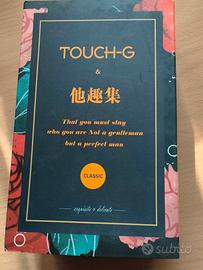 TOUCH-G
&
他趣集
That you must stay
who you are Not a gentleman
but a perfect man
CLASSIC
exquisite & delicate
subito